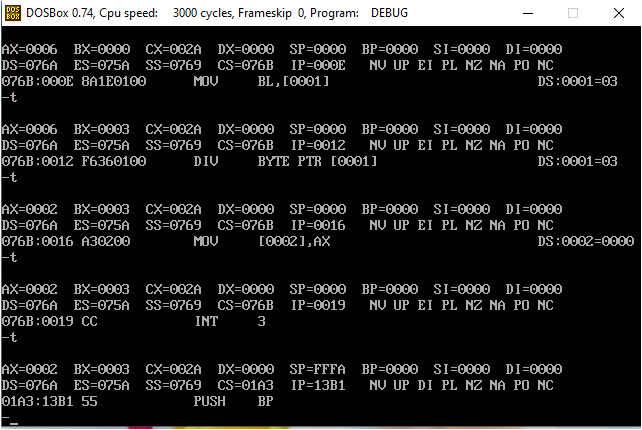 DOS
BOX
DOSBox 0.74, Cpu speed: 3000 cycles, Frameskip 0, Program: DEBUG
AX=0006 BX=0000 CX=002A DX=0000 SP=0000 BP=0000 SI=0000 DI=0000
DS=076A ES=075A SS=0769 CS=076B IP=000E NV UP EI PL NZ NA PO NC
076B:000E 8A1E0100 MOV BL,[0001] DS:0001=03
-t
AX=0006 BX=0003 CX=002A DX=0000 SP=0000 BP=0000 SI=0000 DI=0000
DS=076A ES=075A SS=0769 CS=076B IP=0012 NV UP EI PL NZ NA PO NC
076B:0012 F6360100 DIV BYTE PTR [0001] DS:0001=03
-t
AX=0002 BX=0003 CX=002A DX=0000 SP=0000 BP=0000 SI=0000 DI=0000
DS=076A ES=075A SS=0769 CS=076B IP=0016 NV UP EI PL NZ NA PO NC
076B:0016 A30200 MOV [0002],AX DS:0002=0000
-t
AX=0002 BX=0003 CX=002A DX=0000 SP=0000 BP=0000 SI=0000 DI=0000
DS=076A ES=075A SS=0769 CS=076B IP=0019 NV UP EI PL NZ NA PO NC
076B:0019 CC INT 3
-t
AX=0002 BX=0003 CX=002A DX=0000 SP=FFFA BP=0000 SI=0000 DI=0000
DS=076A ES=075A SS=0769 CS=01A3 IP=13B1 NV UP DI PL NZ NA PO NC
01A3:13B1 55 PUSH BP
-_